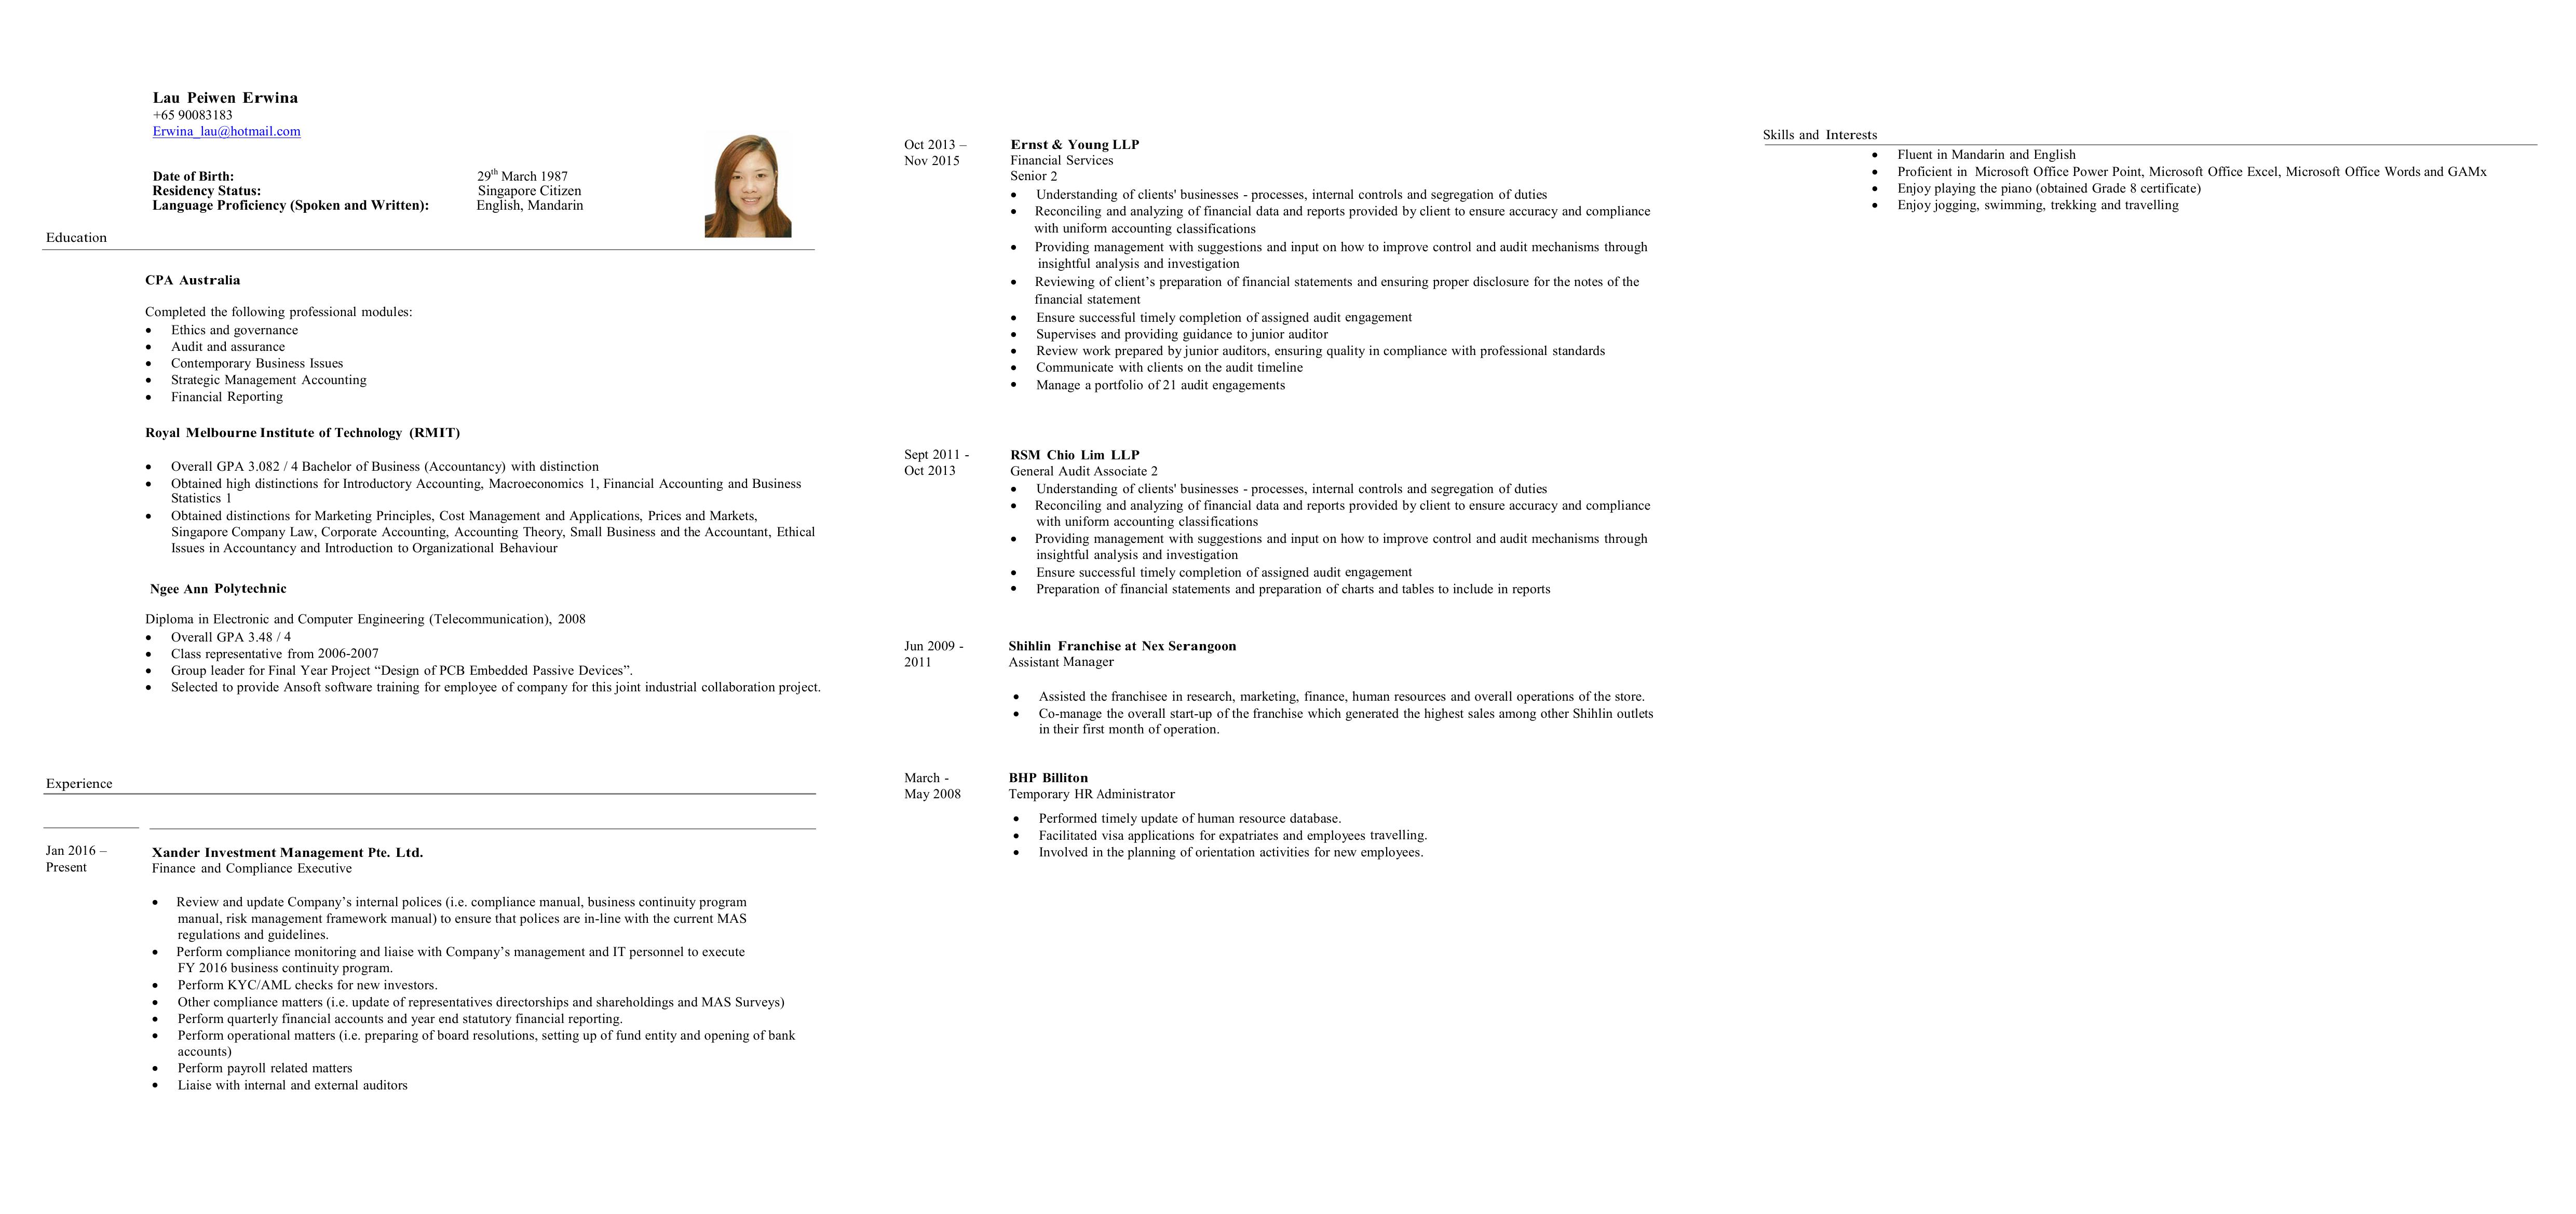 Lau Peiwen Erwina
+65 90083183
Erwina_lau@hotmail.com
Date of Birth: 29th March 1987
Residency Status: Singapore Citizen
Language Proficiency (Spoken and Written): English, Mandarin
Education
CPA Australia
Completed the following professional modules:
• Ethics and governance
• Audit and assurance
• Contemporary Business Issues
• Strategic Management Accounting
• Financial Reporting
Royal Melbourne Institute of Technology (RMIT)
• Overall GPA 3.082 / 4 Bachelor of Business (Accountancy) with distinction
• Obtained high distinctions for Introductory Accounting, Macroeconomics 1, Financial Accounting and Business
Statistics 1
• Obtained distinctions for Marketing Principles, Cost Management and Applications, Prices and Markets,
Singapore Company Law, Corporate Accounting, Accounting Theory, Small Business and the Accountant, Ethical
Issues in Accountancy and Introduction to Organizational Behaviour
Ngee Ann Polytechnic
Diploma in Electronic and Computer Engineering (Telecommunication), 2008
• Overall GPA 3.48 / 4
• Class representative from 2006-2007
• Group leader for Final Year Project “Design of PCB Embedded Passive Devices”.
• Selected to provide Ansoft software training for employee of company for this joint industrial collaboration project.
Experience
Jan 2016 –
Present
Xander Investment Management Pte. Ltd.
Finance and Compliance Executive
• Review and update Company’s internal polices (i.e. compliance manual, business continuity program
manual, risk management framework manual) to ensure that polices are in-line with the current MAS
regulations and guidelines.
• Perform compliance monitoring and liaise with Company’s management and IT personnel to execute
FY 2016 business continuity program.
• Perform KYC/AML checks for new investors.
• Other compliance matters (i.e. update of representatives directorships and shareholdings and MAS Surveys)
• Perform quarterly financial accounts and year end statutory financial reporting.
• Perform operational matters (i.e. preparing of board resolutions, setting up of fund entity and opening of bank
accounts)
• Perform payroll related matters
• Liaise with internal and external auditors
Oct 2013 –
Nov 2015
Ernst & Young LLP
Financial Services
Senior 2
• Understanding of clients' businesses - processes, internal controls and segregation of duties
• Reconciling and analyzing of financial data and reports provided by client to ensure accuracy and compliance
with uniform accounting classifications
• Providing management with suggestions and input on how to improve control and audit mechanisms through
insightful analysis and investigation
• Reviewing of client’s preparation of financial statements and ensuring proper disclosure for the notes of the
financial statement
• Ensure successful timely completion of assigned audit engagement
• Supervises and providing guidance to junior auditor
• Review work prepared by junior auditors, ensuring quality in compliance with professional standards
• Communicate with clients on the audit timeline
• Manage a portfolio of 21 audit engagements
Sept 2011 -
Oct 2013
RSM Chio Lim LLP
General Audit Associate 2
• Understanding of clients' businesses - processes, internal controls and segregation of duties
• Reconciling and analyzing of financial data and reports provided by client to ensure accuracy and compliance
with uniform accounting classifications
• Providing management with suggestions and input on how to improve control and audit mechanisms through
insightful analysis and investigation
• Ensure successful timely completion of assigned audit engagement
• Preparation of financial statements and preparation of charts and tables to include in reports
Jun 2009 -
2011
Shihlin Franchise at Nex Serangoon
Assistant Manager
• Assisted the franchisee in research, marketing, finance, human resources and overall operations of the store.
• Co-manage the overall start-up of the franchise which generated the highest sales among other Shihlin outlets
in their first month of operation.
March -
May 2008
BHP Billiton
Temporary HR Administrator
• Performed timely update of human resource database.
• Facilitated visa applications for expatriates and employees travelling.
• Involved in the planning of orientation activities for new employees.
Skills and Interests
• Fluent in Mandarin and English
• Proficient in Microsoft Office Power Point, Microsoft Office Excel, Microsoft Office Words and GAMx
• Enjoy playing the piano (obtained Grade 8 certificate)
• Enjoy jogging, swimming, trekking and travelling